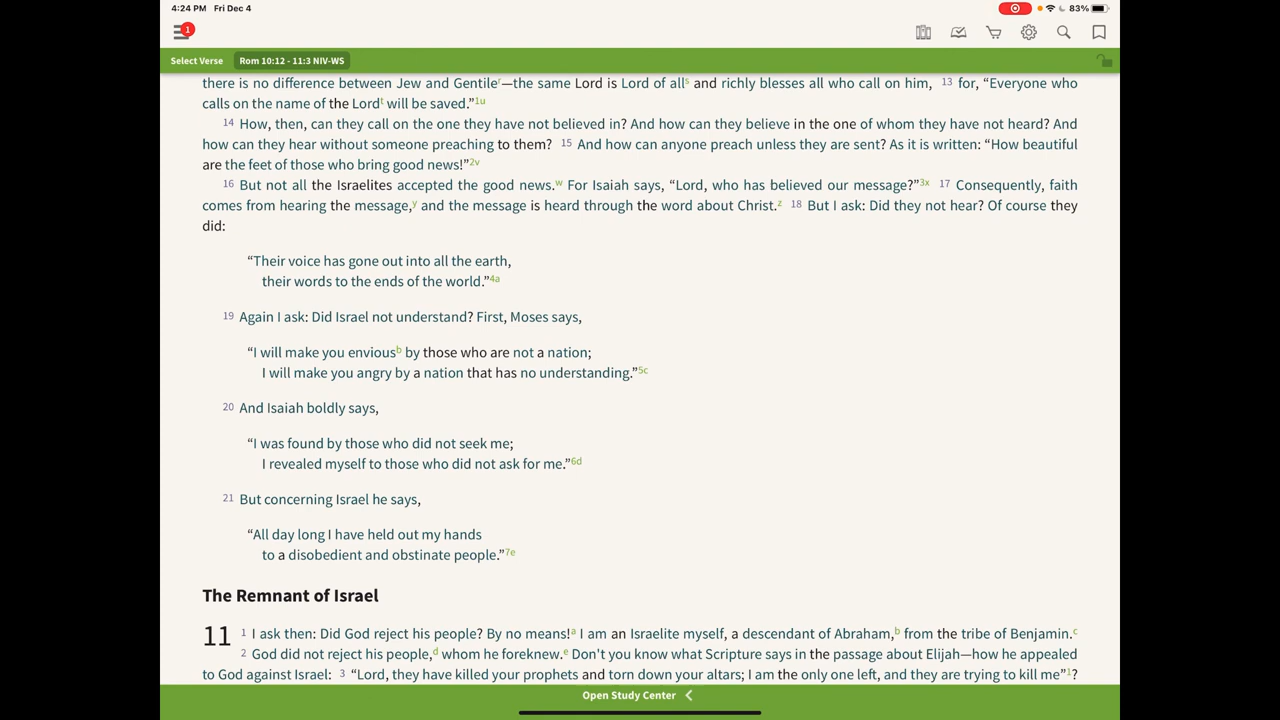 4:24 PM Fri Dec 4 83%
1
Select Verse Rom 10:12 - 11:3 NIV-WS
there is no difference between Jew and Gentileʳ—the same Lord is Lord of allˢ and richly blesses all who call on him, 13 for, “Everyone who
calls on the name of the Lordᵗ will be saved.”1u
14 How, then, can they call on the one they have not believed in? And how can they believe in the one of whom they have not heard? And
how can they hear without someone preaching to them? 15 And how can anyone preach unless they are sent? As it is written: “How beautiful
are the feet of those who bring good news!”2v
16 But not all the Israelites accepted the good news.ʷ For Isaiah says, “Lord, who has believed our message?”3x 17 Consequently, faith
comes from hearing the message,ʸ and the message is heard through the word about Christ.ᶻ 18 But I ask: Did they not hear? Of course they
did:
“Their voice has gone out into all the earth,
their words to the ends of the world.”4a
19 Again I ask: Did Israel not understand? First, Moses says,
“I will make you enviousᵇ by those who are not a nation;
I will make you angry by a nation that has no understanding.”5c
20 And Isaiah boldly says,
“I was found by those who did not seek me;
I revealed myself to those who did not ask for me.”6d
21 But concerning Israel he says,
“All day long I have held out my hands
to a disobedient and obstinate people.”7e
The Remnant of Israel
11 1 I ask then: Did God reject his people? By no means!ᵃ I am an Israelite myself, a descendant of Abraham,ᵇ from the tribe of Benjamin.ᶜ
2 God did not reject his people,ᵈ whom he foreknew.ᵉ Don't you know what Scripture says in the passage about Elijah—how he appealed
to God against Israel: 3 “Lord, they have killed your prophets and torn down your altars; I am the only one left, and they are trying to kill me”¹?
Open Study Center